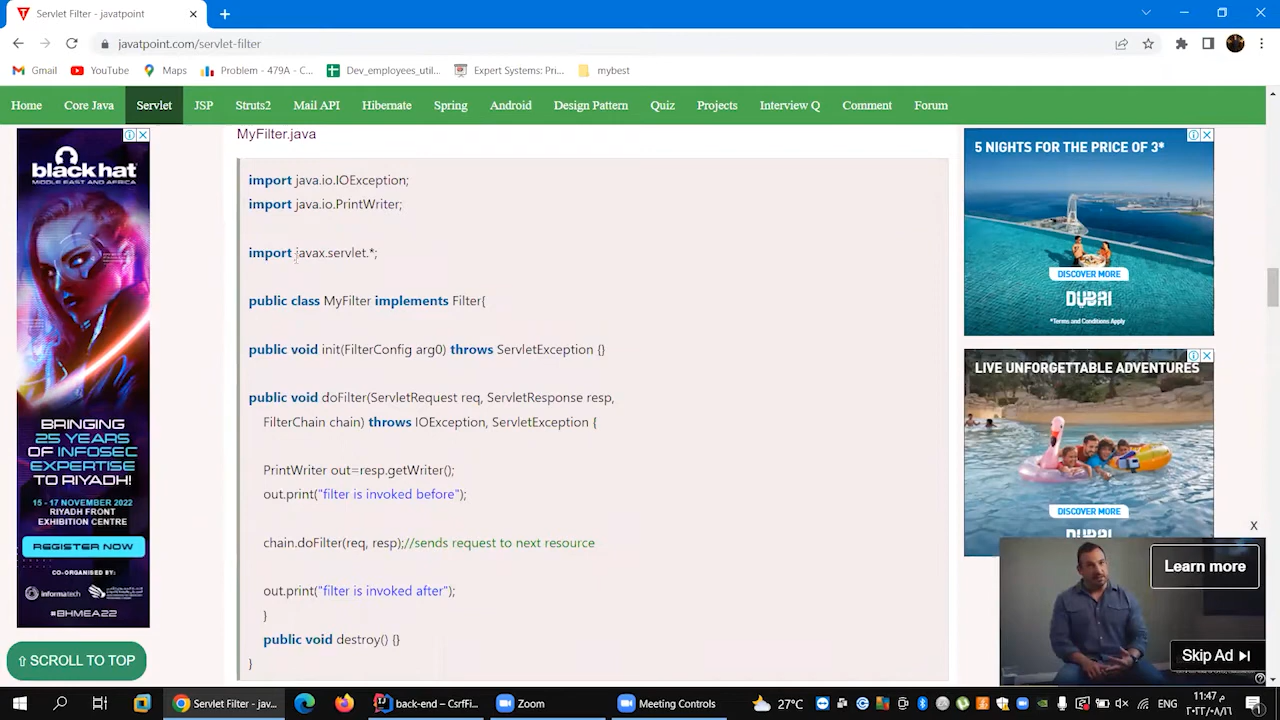 Servlet Filter - javatpoint
javatpoint.com/servlet-filter
Gmail
YouTube
Maps
Problem - 479A - C...
Dev_employees_util...
Expert Systems: Pri...
mybest
Home
Core Java
Servlet
JSP
Struts2
Mail API
Hibernate
Spring
Android
Design Pattern
Quiz
Projects
Interview Q
Comment
Forum
MyFilter.java
import java.io.IOException;
import java.io.PrintWriter;
import javax.servlet.*;
public class MyFilter implements Filter{
public void init(FilterConfig arg0) throws ServletException {}
public void doFilter(ServletRequest req, ServletResponse resp,
FilterChain chain) throws IOException, ServletException {
PrintWriter out=resp.getWriter();
out.print("filter is invoked before");
chain.doFilter(req, resp);//sends request to next resource
out.print("filter is invoked after");
}
public void destroy() {}
}
black hat
MIDDLE EAST AND AFRICA
BRINGING
25 YEARS
OF INFOSEC
EXPERTISE
TO RIYADH!
15 - 17 NOVEMBER 2022
RIYADH FRONT
EXHIBITION CENTRE
REGISTER NOW
CO-ORGANISED BY:
informatech
#BHMEA22
⇧ SCROLL TO TOP
5 NIGHTS FOR THE PRICE OF 3*
DISCOVER MORE
DUBAI
*Terms and Conditions Apply
LIVE UNFORGETTABLE ADVENTURES
DISCOVER MORE
DUBAI
X
Learn more
Skip Ad
Servlet Filter - jav...
back-end – CsrfFi...
Zoom
Meeting Controls
27°C
ENG
١١:٤٧ م